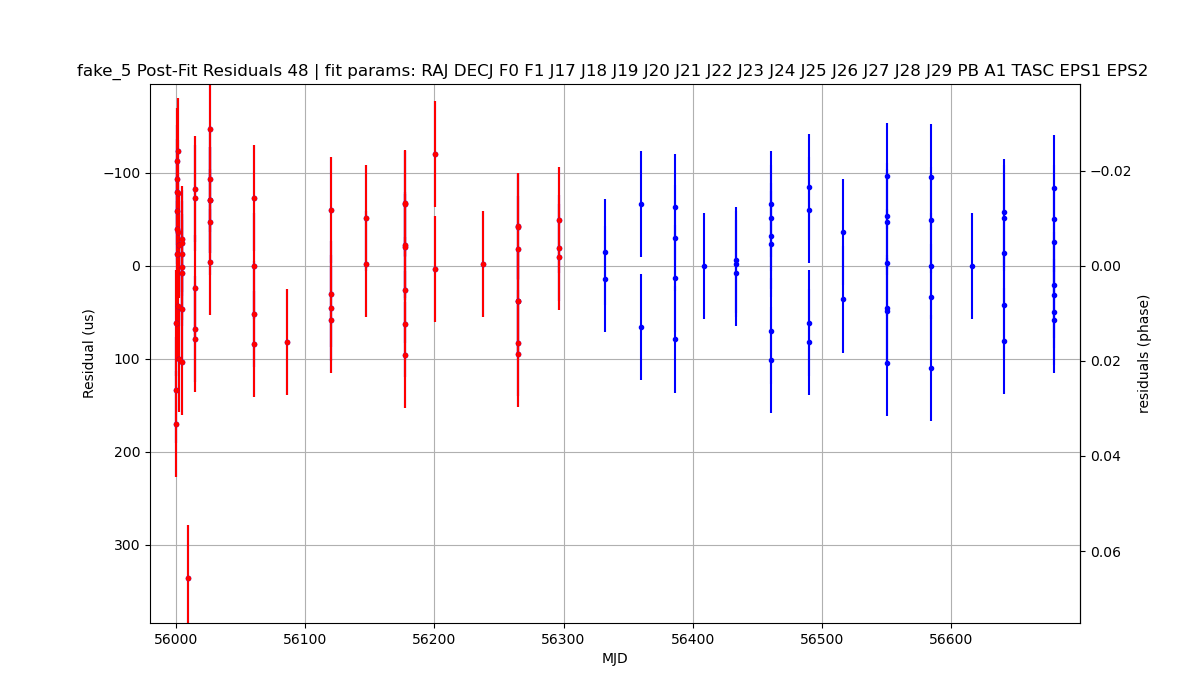 fake_5 Post-Fit Residuals 48 | fit params: RAJ DECJ F0 F1 J17 J18 J19 J20 J21 J22 J23 J24 J25 J26 J27 J28 J29 PB A1 TASC EPS1 EPS2
−100
0
100
200
300
Residual (us)
−0.02
0.00
0.02
0.04
0.06
residuals (phase)
56000 56100 56200 56300 56400 56500 56600
MJD